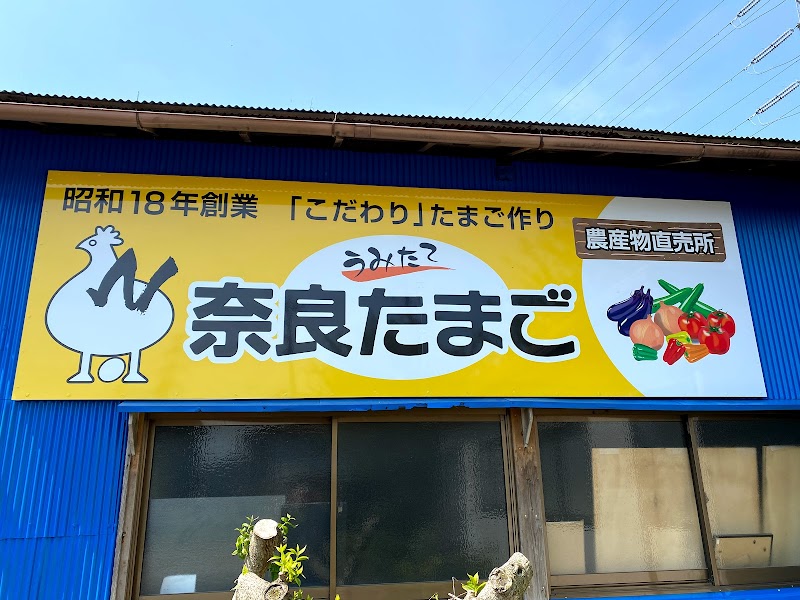 昭和18年創業 「こだわり」たまご作り
農産物直売所
N
うみたて
奈良たまご